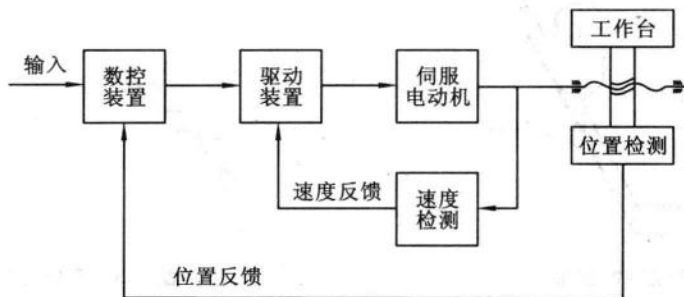 工作台
输入
数控
装置
驱动
装置
伺服
电动机
位置检测
速度反馈
速度
检测
位置反馈